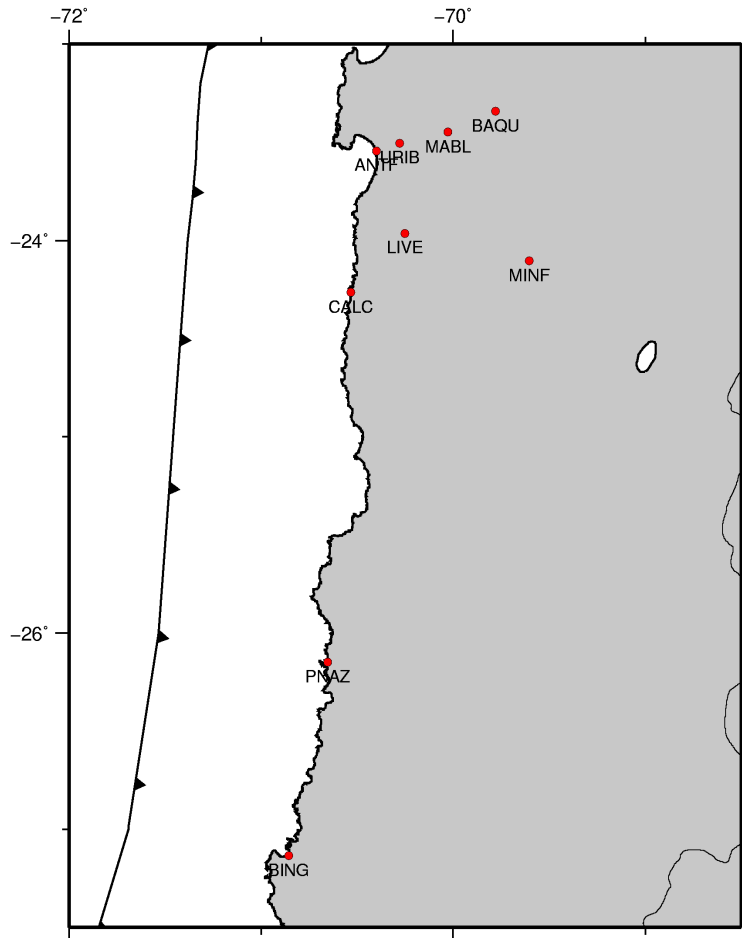 −72˚ −70˚
BAQU
MABL
URIB
ANTF
−24˚
LIVE
MINF
CALC
−26˚
PNAZ
BING